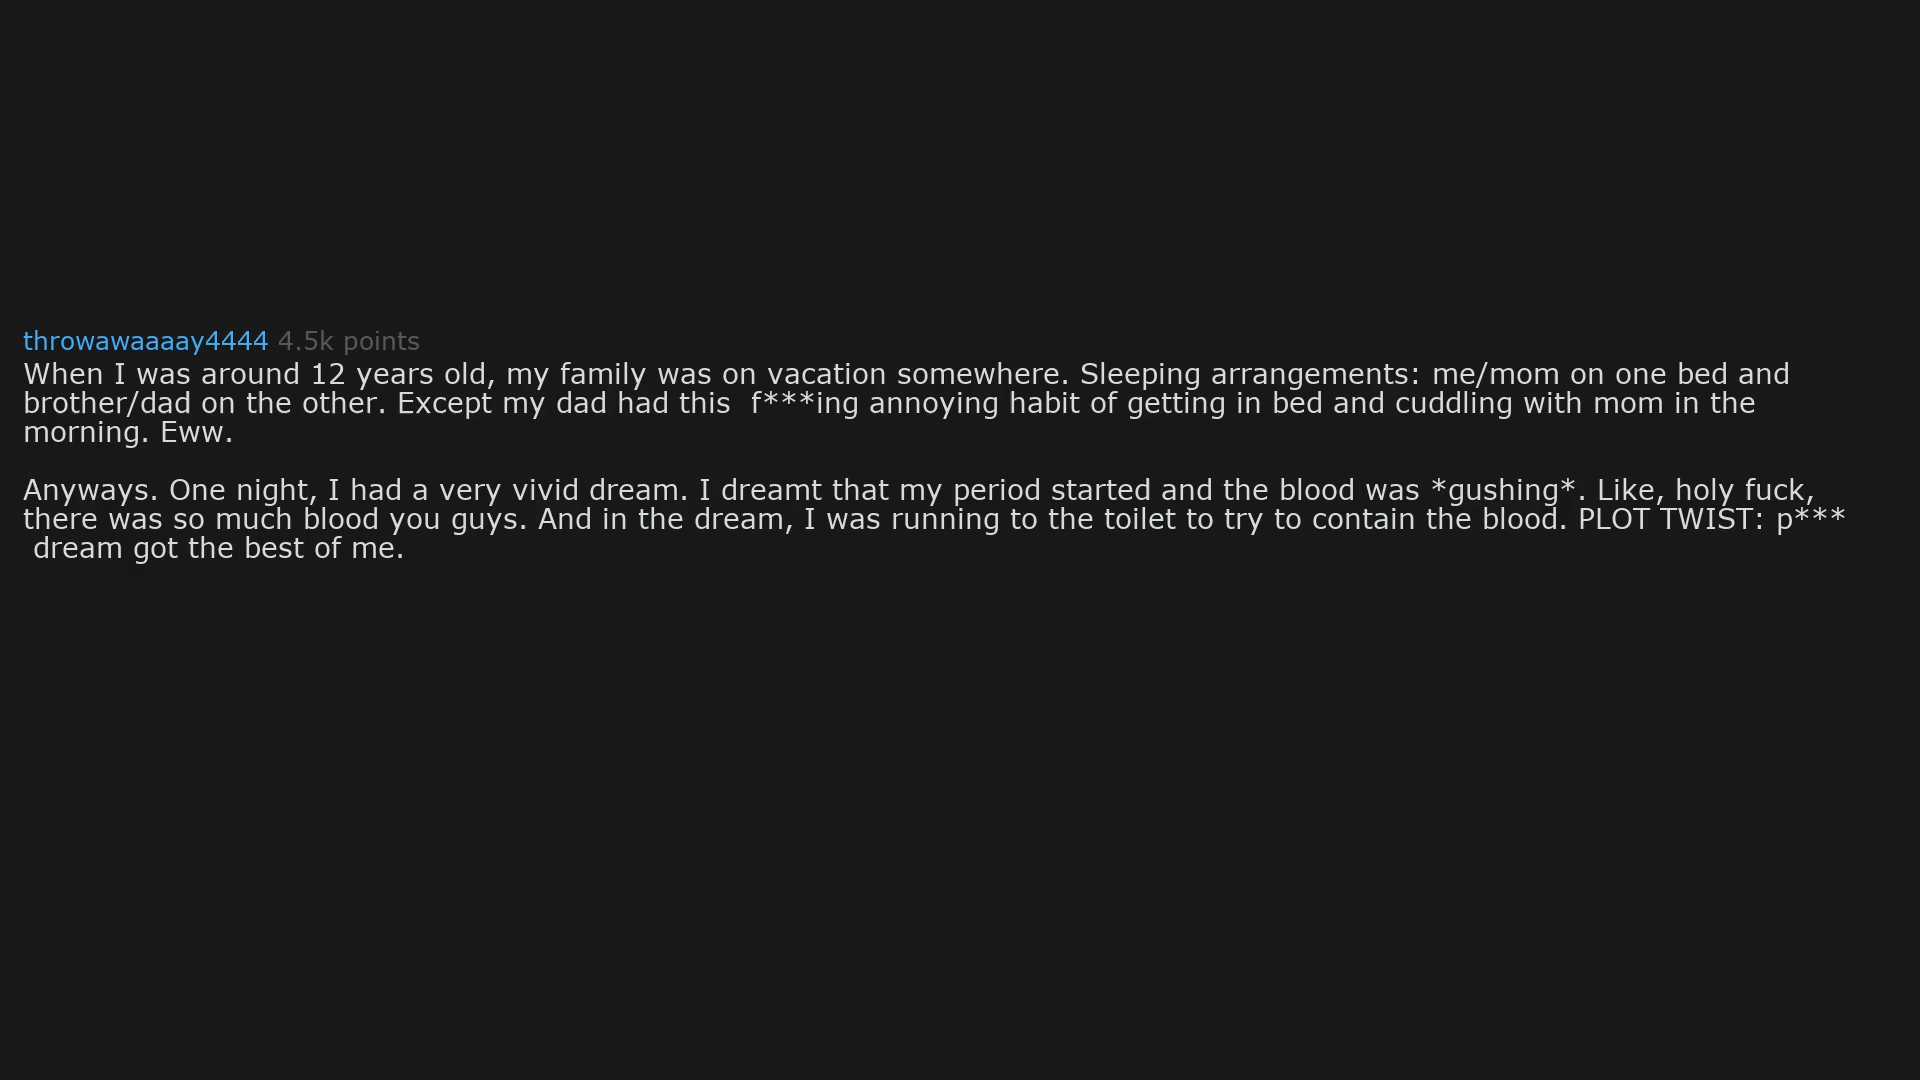 throwawaaaay4444 4.5k points
When I was around 12 years old, my family was on vacation somewhere. Sleeping arrangements: me/mom on one bed and
brother/dad on the other. Except my dad had this  f***ing annoying habit of getting in bed and cuddling with mom in the
morning. Eww.
Anyways. One night, I had a very vivid dream. I dreamt that my period started and the blood was *gushing*. Like, holy fuck,
there was so much blood you guys. And in the dream, I was running to the toilet to try to contain the blood. PLOT TWIST: p***
dream got the best of me.